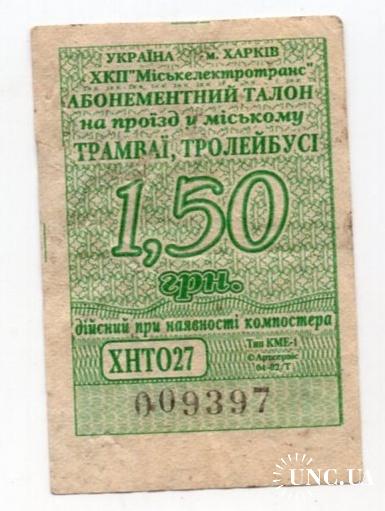 УКРАЇНА м. ХАРКІВ
ХКП "Міськелектротранс"
АБОНЕМЕНТНИЙ ТАЛОН
на проїзд у міському
ТРАМВАЇ, ТРОЛЕЙБУСІ
1,50
грн.
дійсний при наявності компостера
ХНТО27
Тип КМЕ-1
©Артсервіс
04-02/Т
009397
UNC.UA